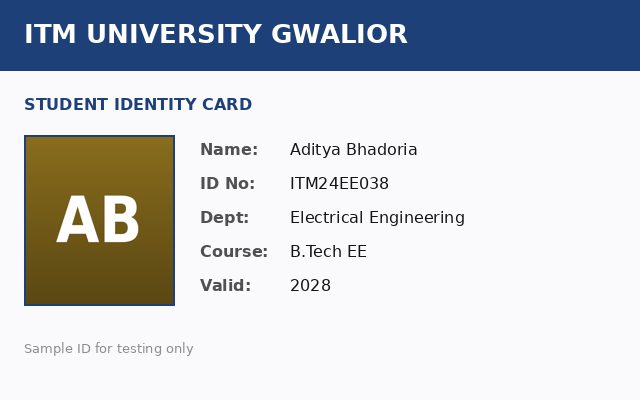 ITM UNIVERSITY GWALIOR
STUDENT IDENTITY CARD
AB
Name: Aditya Bhadoria
ID No: ITM24EE038
Dept: Electrical Engineering
Course: B.Tech EE
Valid: 2028
Sample ID for testing only